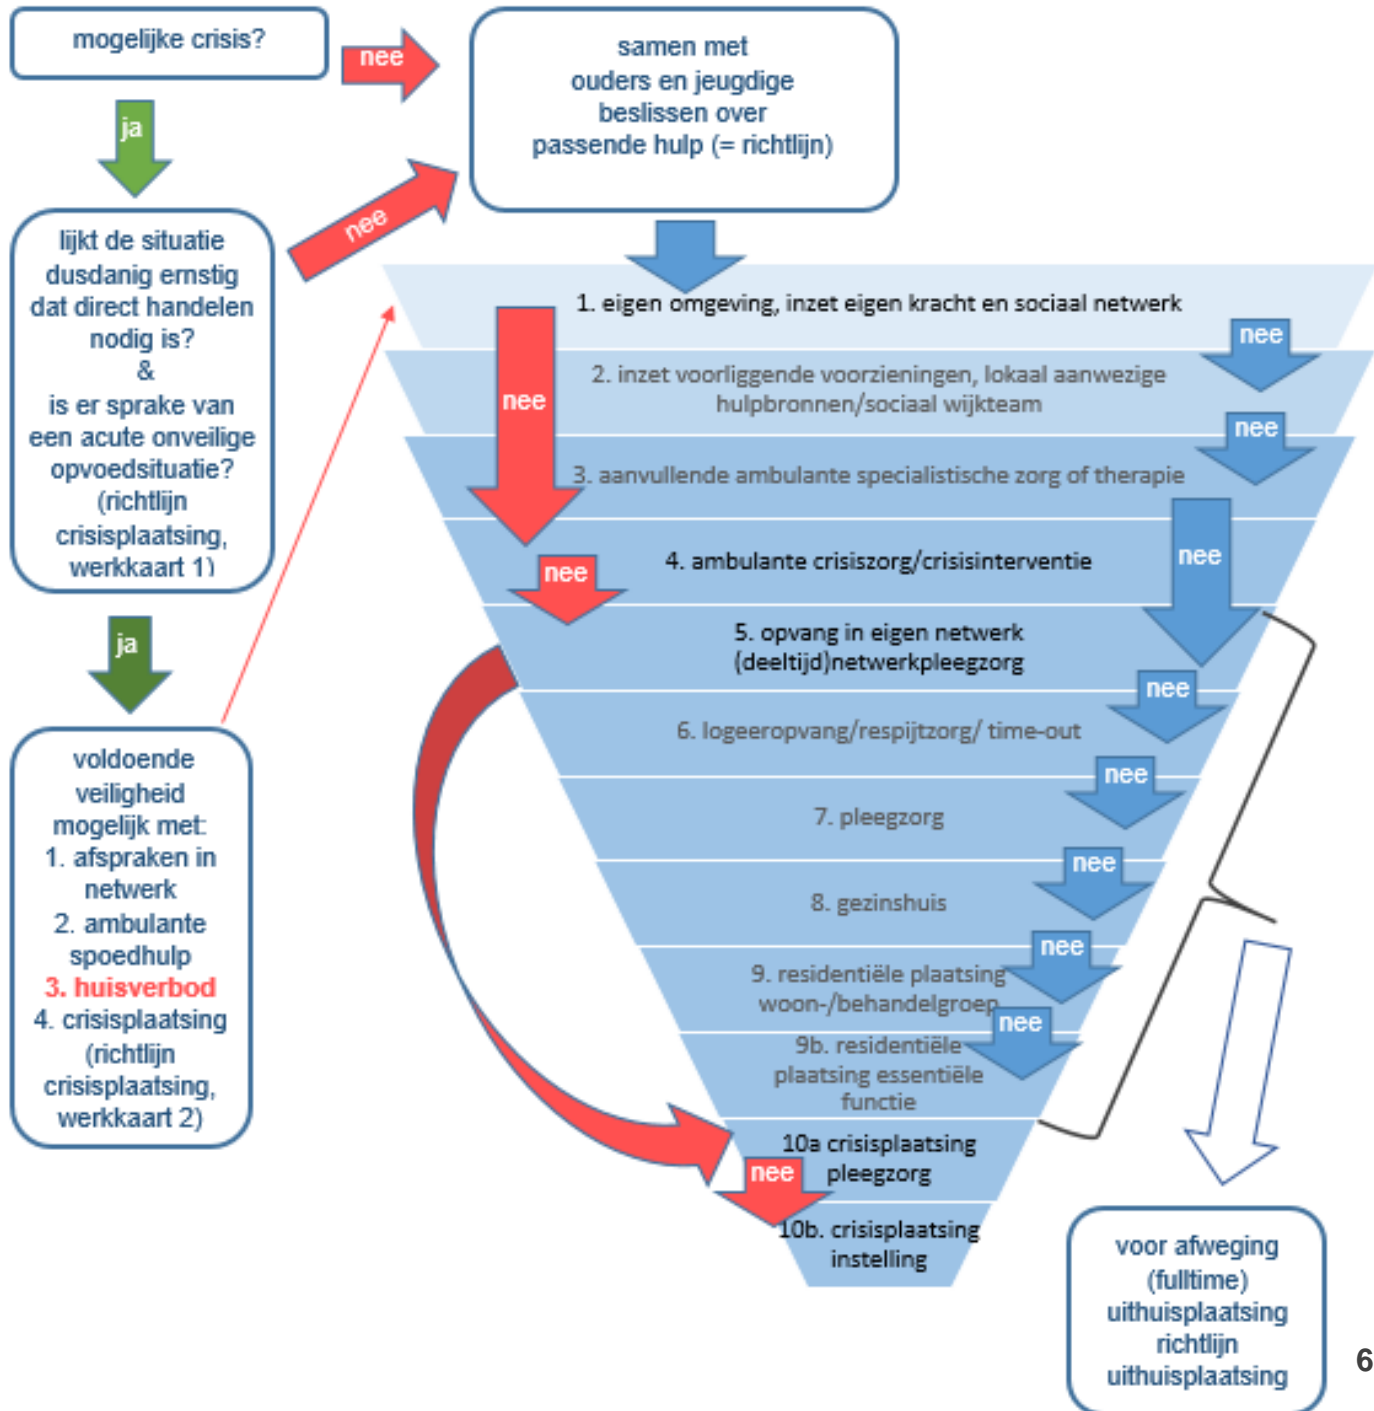 mogelijke crisis?
nee
samen met
ouders en jeugdige
beslissen over
passende hulp (= richtlijn)
ja
nee
lijkt de situatie
dusdanig ernstig
dat direct handelen
nodig is?
&
is er sprake van
een acute onveilige
opvoedsituatie?
(richtlijn
crisisplaatsing,
werkkaart 1)
ja
voldoende
veiligheid
mogelijk met:
1. afspraken in
netwerk
2. ambulante
spoedhulp
3. huisverbod
4. crisisplaatsing
(richtlijn
crisisplaatsing,
werkkaart 2)
1. eigen omgeving, inzet eigen kracht en sociaal netwerk
nee
nee
2. inzet voorliggende voorzieningen, lokaal aanwezige
hulpbronnen/sociaal wijkteam
nee
3. aanvullende ambulante specialistische zorg of therapie
nee
4. ambulante crisiszorg/crisisinterventie
nee
5. opvang in eigen netwerk
(deeltijd)netwerkpleegzorg
nee
6. logeeropvang/respijtzorg/ time-out
nee
7. pleegzorg
nee
8. gezinshuis
nee
9. residentiële plaatsing
woon-/behandelgroep
nee
9b. residentiële
plaatsing essentiële
functie
10a crisisplaatsing
pleegzorg
nee
10b. crisisplaatsing
instelling
voor afweging
(fulltime)
uithuisplaatsing
richtlijn
uithuisplaatsing
6